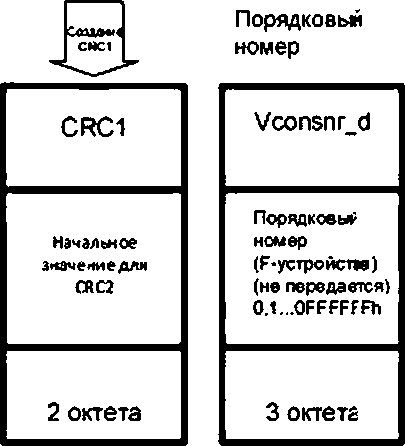 Создание
CRC1
Порядковый
номер
CRC1
Vconsnr_d
Начальное
значение для
CRC2
Порядковый
номер
(F-устройства)
(не передается)
0,1...0FFFFFFh
2 октета
3 октета